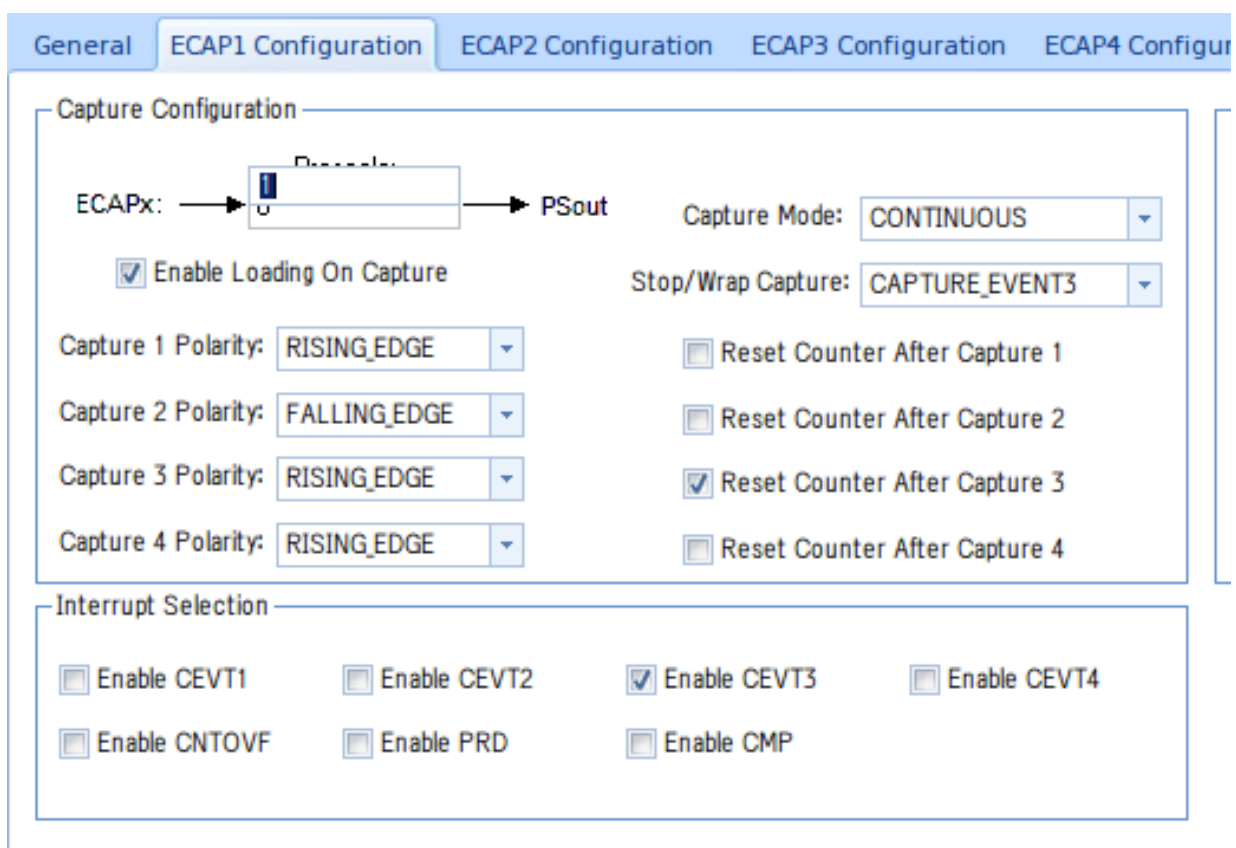 General ECAP1 Configuration ECAP2 Configuration ECAP3 Configuration ECAP4 Configur
Capture Configuration
ECAPx: 1 PSout
Capture Mode: CONTINUOUS
Enable Loading On Capture
Stop/Wrap Capture: CAPTURE_EVENT3
Capture 1 Polarity: RISING_EDGE
Reset Counter After Capture 1
Capture 2 Polarity: FALLING_EDGE
Reset Counter After Capture 2
Capture 3 Polarity: RISING_EDGE
Reset Counter After Capture 3
Capture 4 Polarity: RISING_EDGE
Reset Counter After Capture 4
Interrupt Selection
Enable CEVT1 Enable CEVT2 Enable CEVT3 Enable CEVT4
Enable CNTOVF Enable PRD Enable CMP